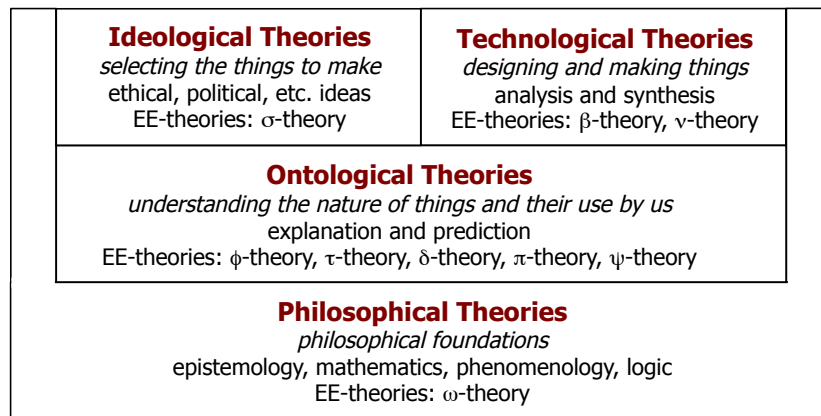 Ideological Theories
selecting the things to make
ethical, political, etc. ideas
EE-theories: σ-theory
Technological Theories
designing and making things
analysis and synthesis
EE-theories: β-theory, ν-theory
Ontological Theories
understanding the nature of things and their use by us
explanation and prediction
EE-theories: ϕ-theory, τ-theory, δ-theory, π-theory, ψ-theory
Philosophical Theories
philosophical foundations
epistemology, mathematics, phenomenology, logic
EE-theories: ω-theory